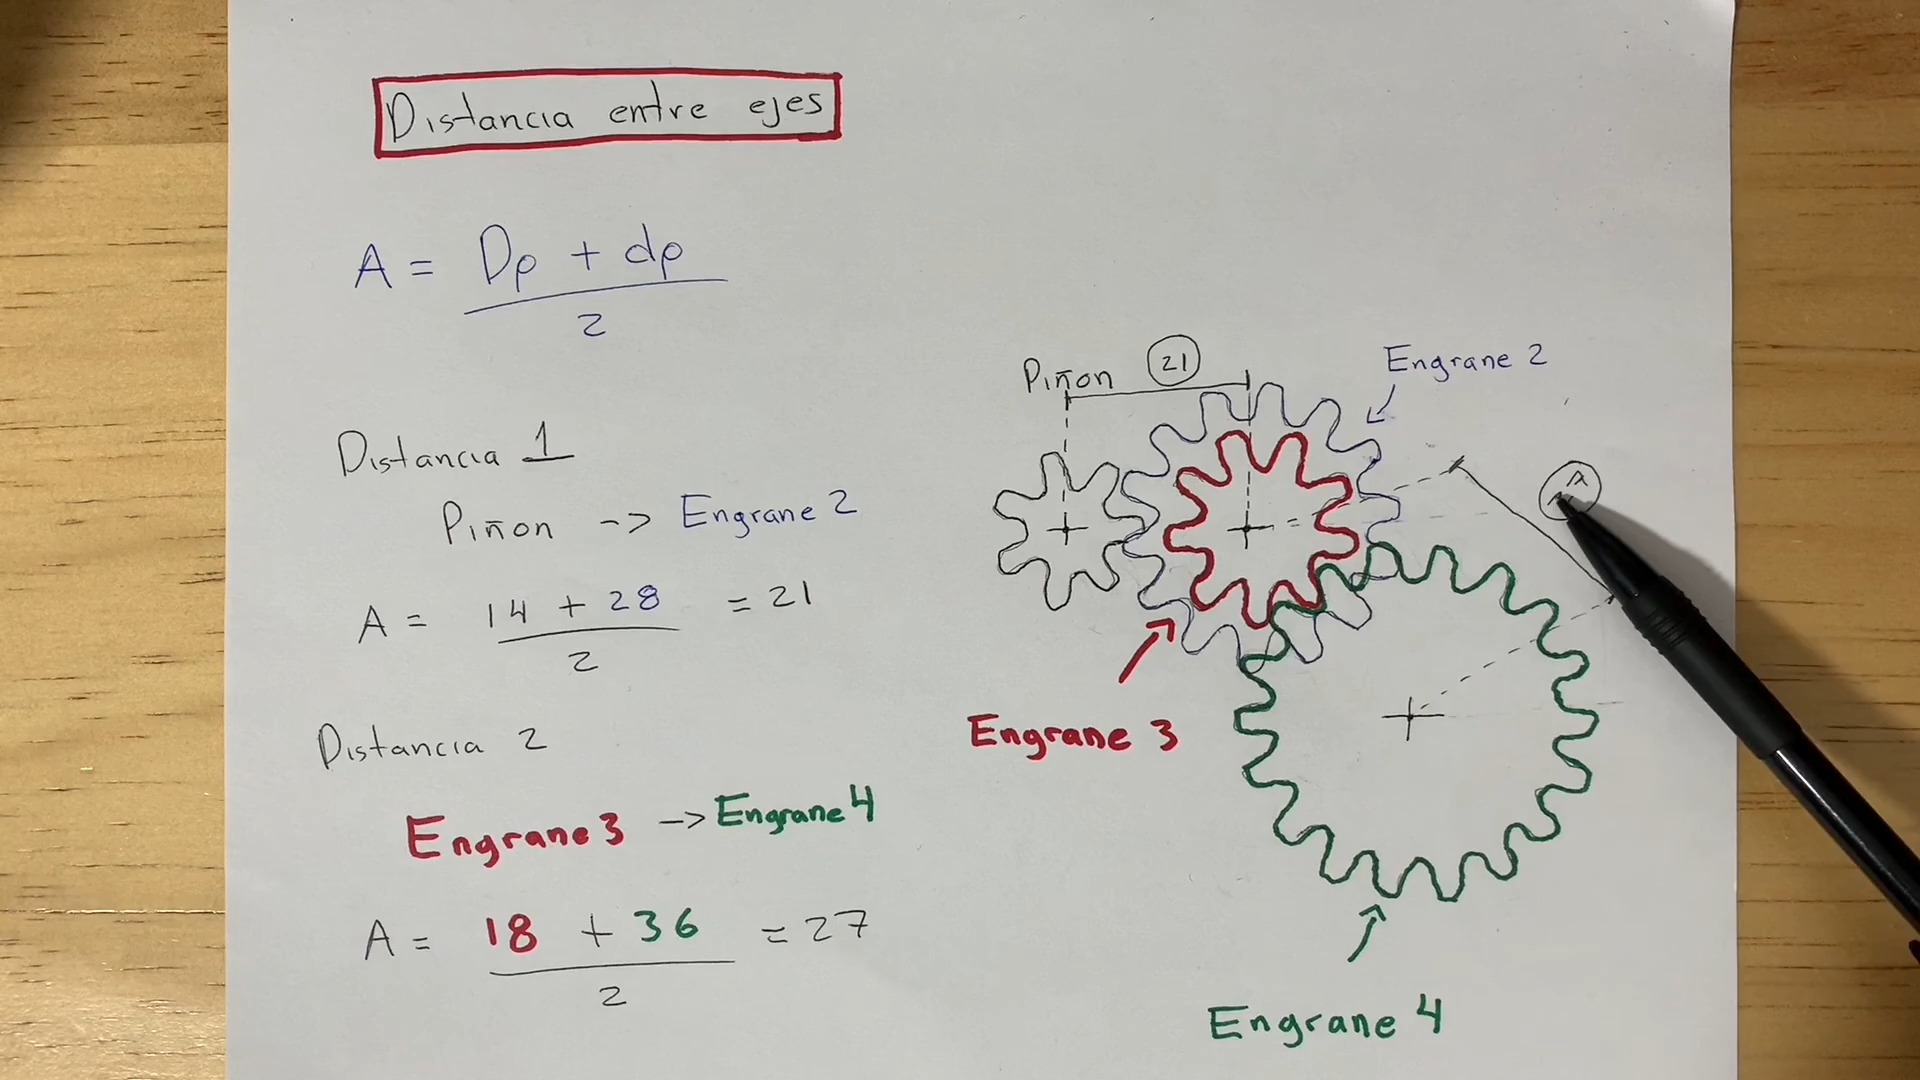 Distancia entre ejes
A = Dp + dp
2
Distancia 1
Piñon -> Engrane 2
A = 14 + 28 = 21
2
Distancia 2
Engrane 3 -> Engrane 4
A = 18 + 36 = 27
2
Piñon 21
Engrane 2
Engrane 3
Engrane 4